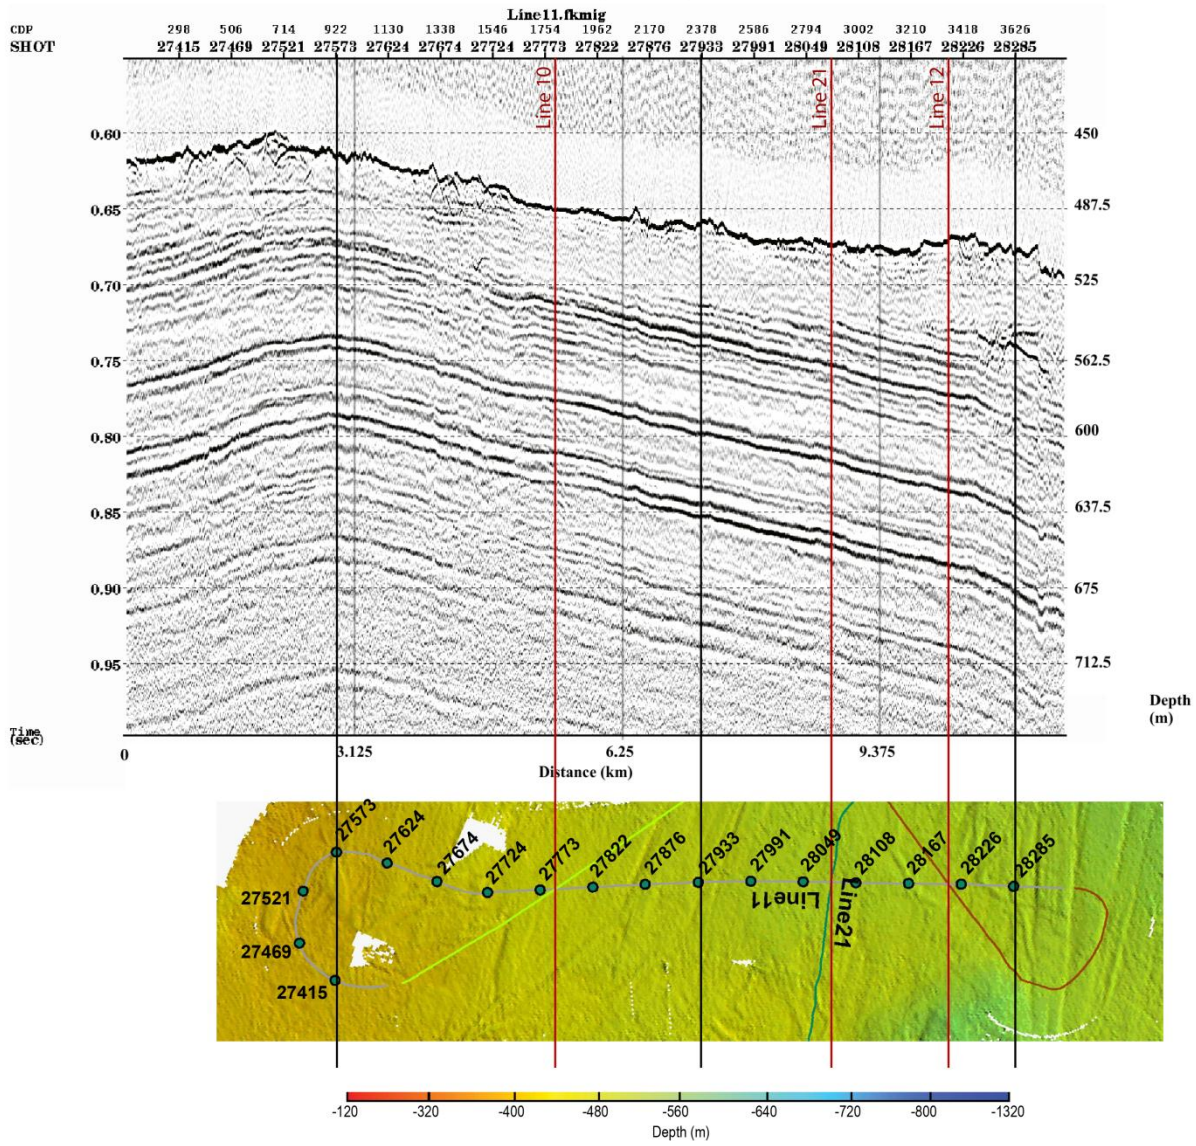 Line11.fkmig
CDP 298 506 714 922 1130 1338 1546 1754 1962 2170 2378 2586 2794 3002 3210 3418 3626
SHOT 27415 27469 27521 27573 27624 27674 27724 27773 27822 27876 27933 27991 28049 28108 28167 28226 28285
Line 10
Line 21
Line 12
0.60 450
0.65 487.5
0.70 525
0.75 562.5
0.80 600
0.85 637.5
0.90 675
0.95 712.5
Depth
(m)
Time
(sec)
0 3.125 6.25 9.375
Distance (km)
27573
27624
27674
27724
27773
27822
27876
27933
27991
28049
28108
28167
28226
28285
27521
27469
27415
Line11
Line21
-120 -320 -400 -480 -560 -640 -720 -800 -1320
Depth (m)